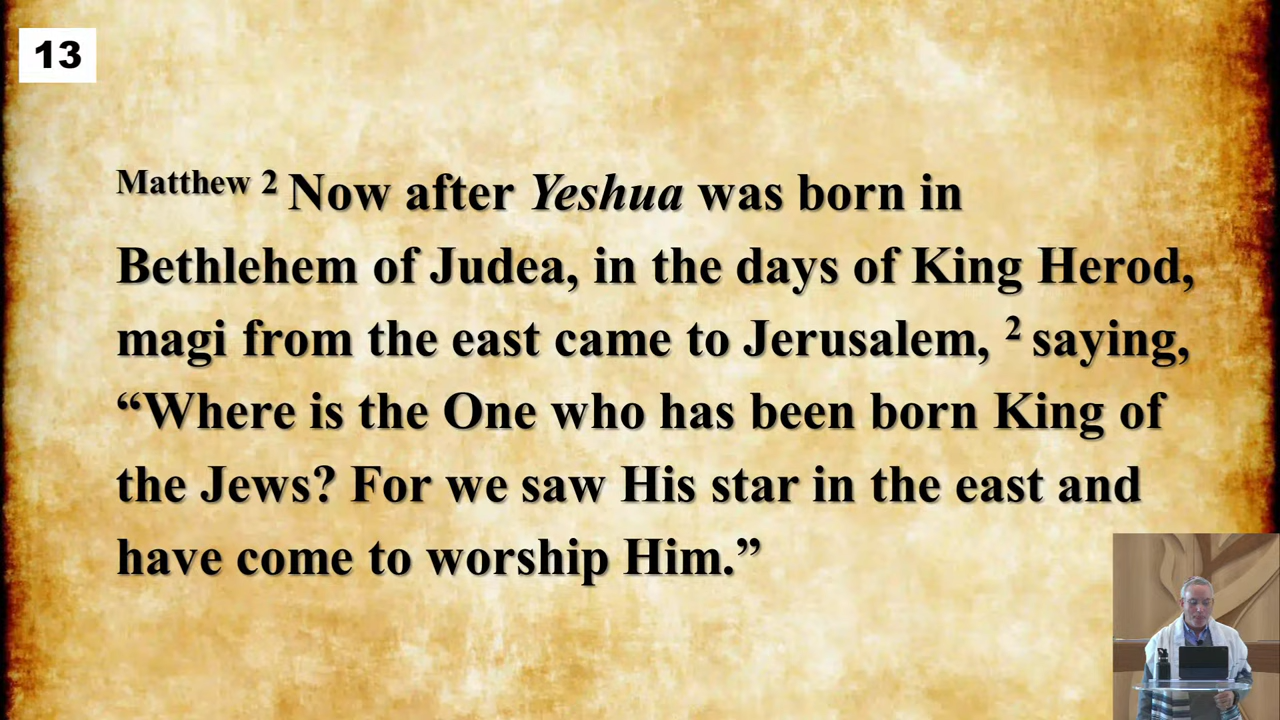 13
Matthew 2 Now after Yeshua was born in
Bethlehem of Judea, in the days of King Herod,
magi from the east came to Jerusalem, 2 saying,
“Where is the One who has been born King of
the Jews? For we saw His star in the east and
have come to worship Him.”